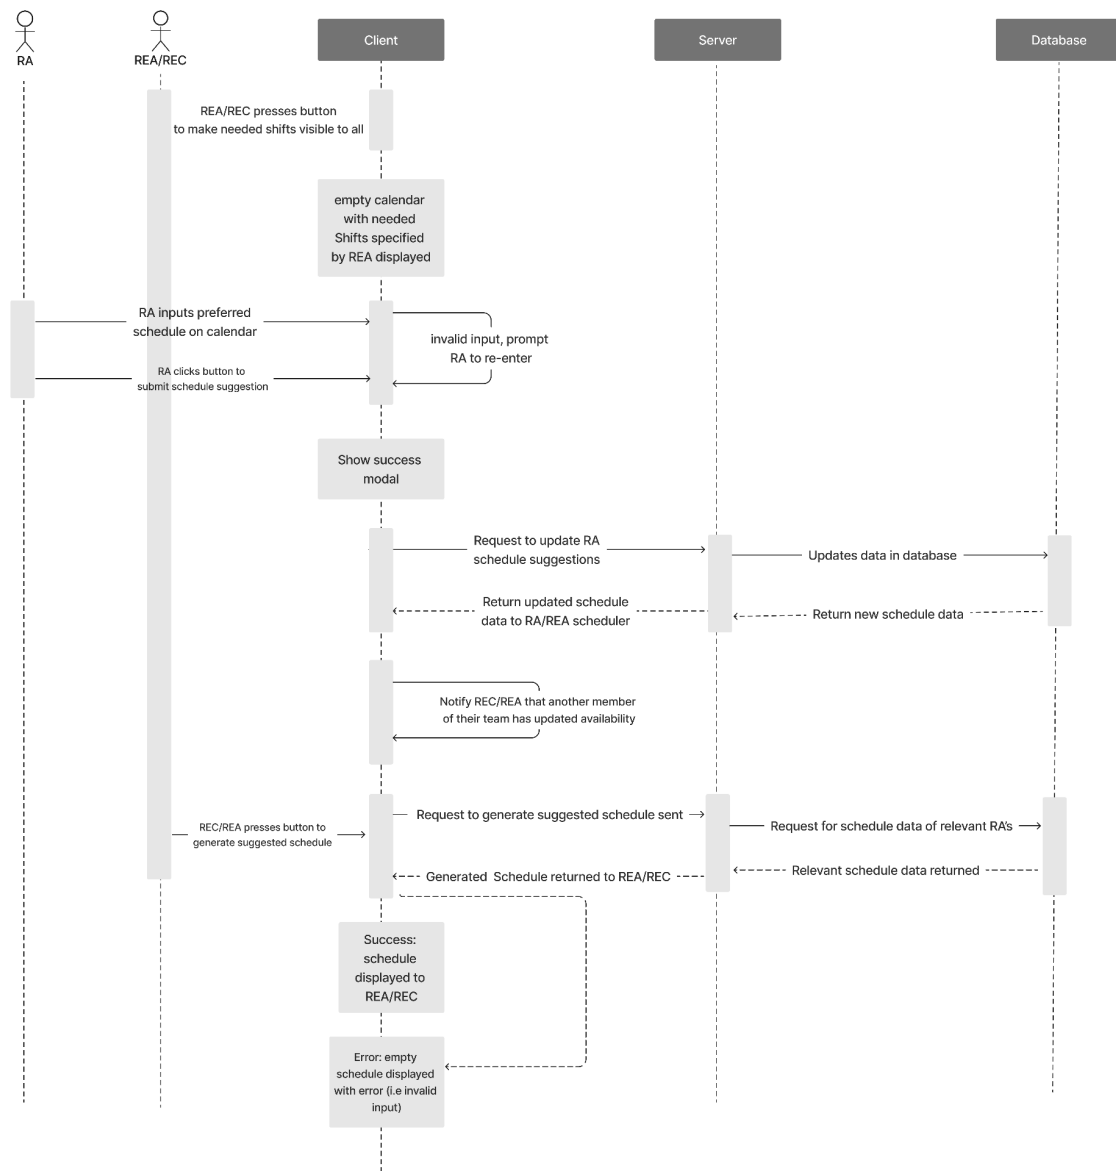 RA
REA/REC
Client
Server
Database
REA/REC presses button
to make needed shifts visible to all
empty calendar
with needed
Shifts specified
by REA displayed
RA inputs preferred
schedule on calendar
invalid input, prompt
RA to re-enter
RA clicks button to
submit schedule suggestion
Show success
modal
Request to update RA
schedule suggestions
Updates data in database
Return updated schedule
data to RA/REA scheduler
Return new schedule data
Notify REC/REA that another member
of their team has updated availability
Request to generate suggested schedule sent
REC/REA presses button to
generate suggested schedule
Request for schedule data of relevant RA's
Generated Schedule returned to REA/REC
Relevant schedule data returned
Success:
schedule
displayed to
REA/REC
Error: empty
schedule displayed
with error (i.e invalid
input)